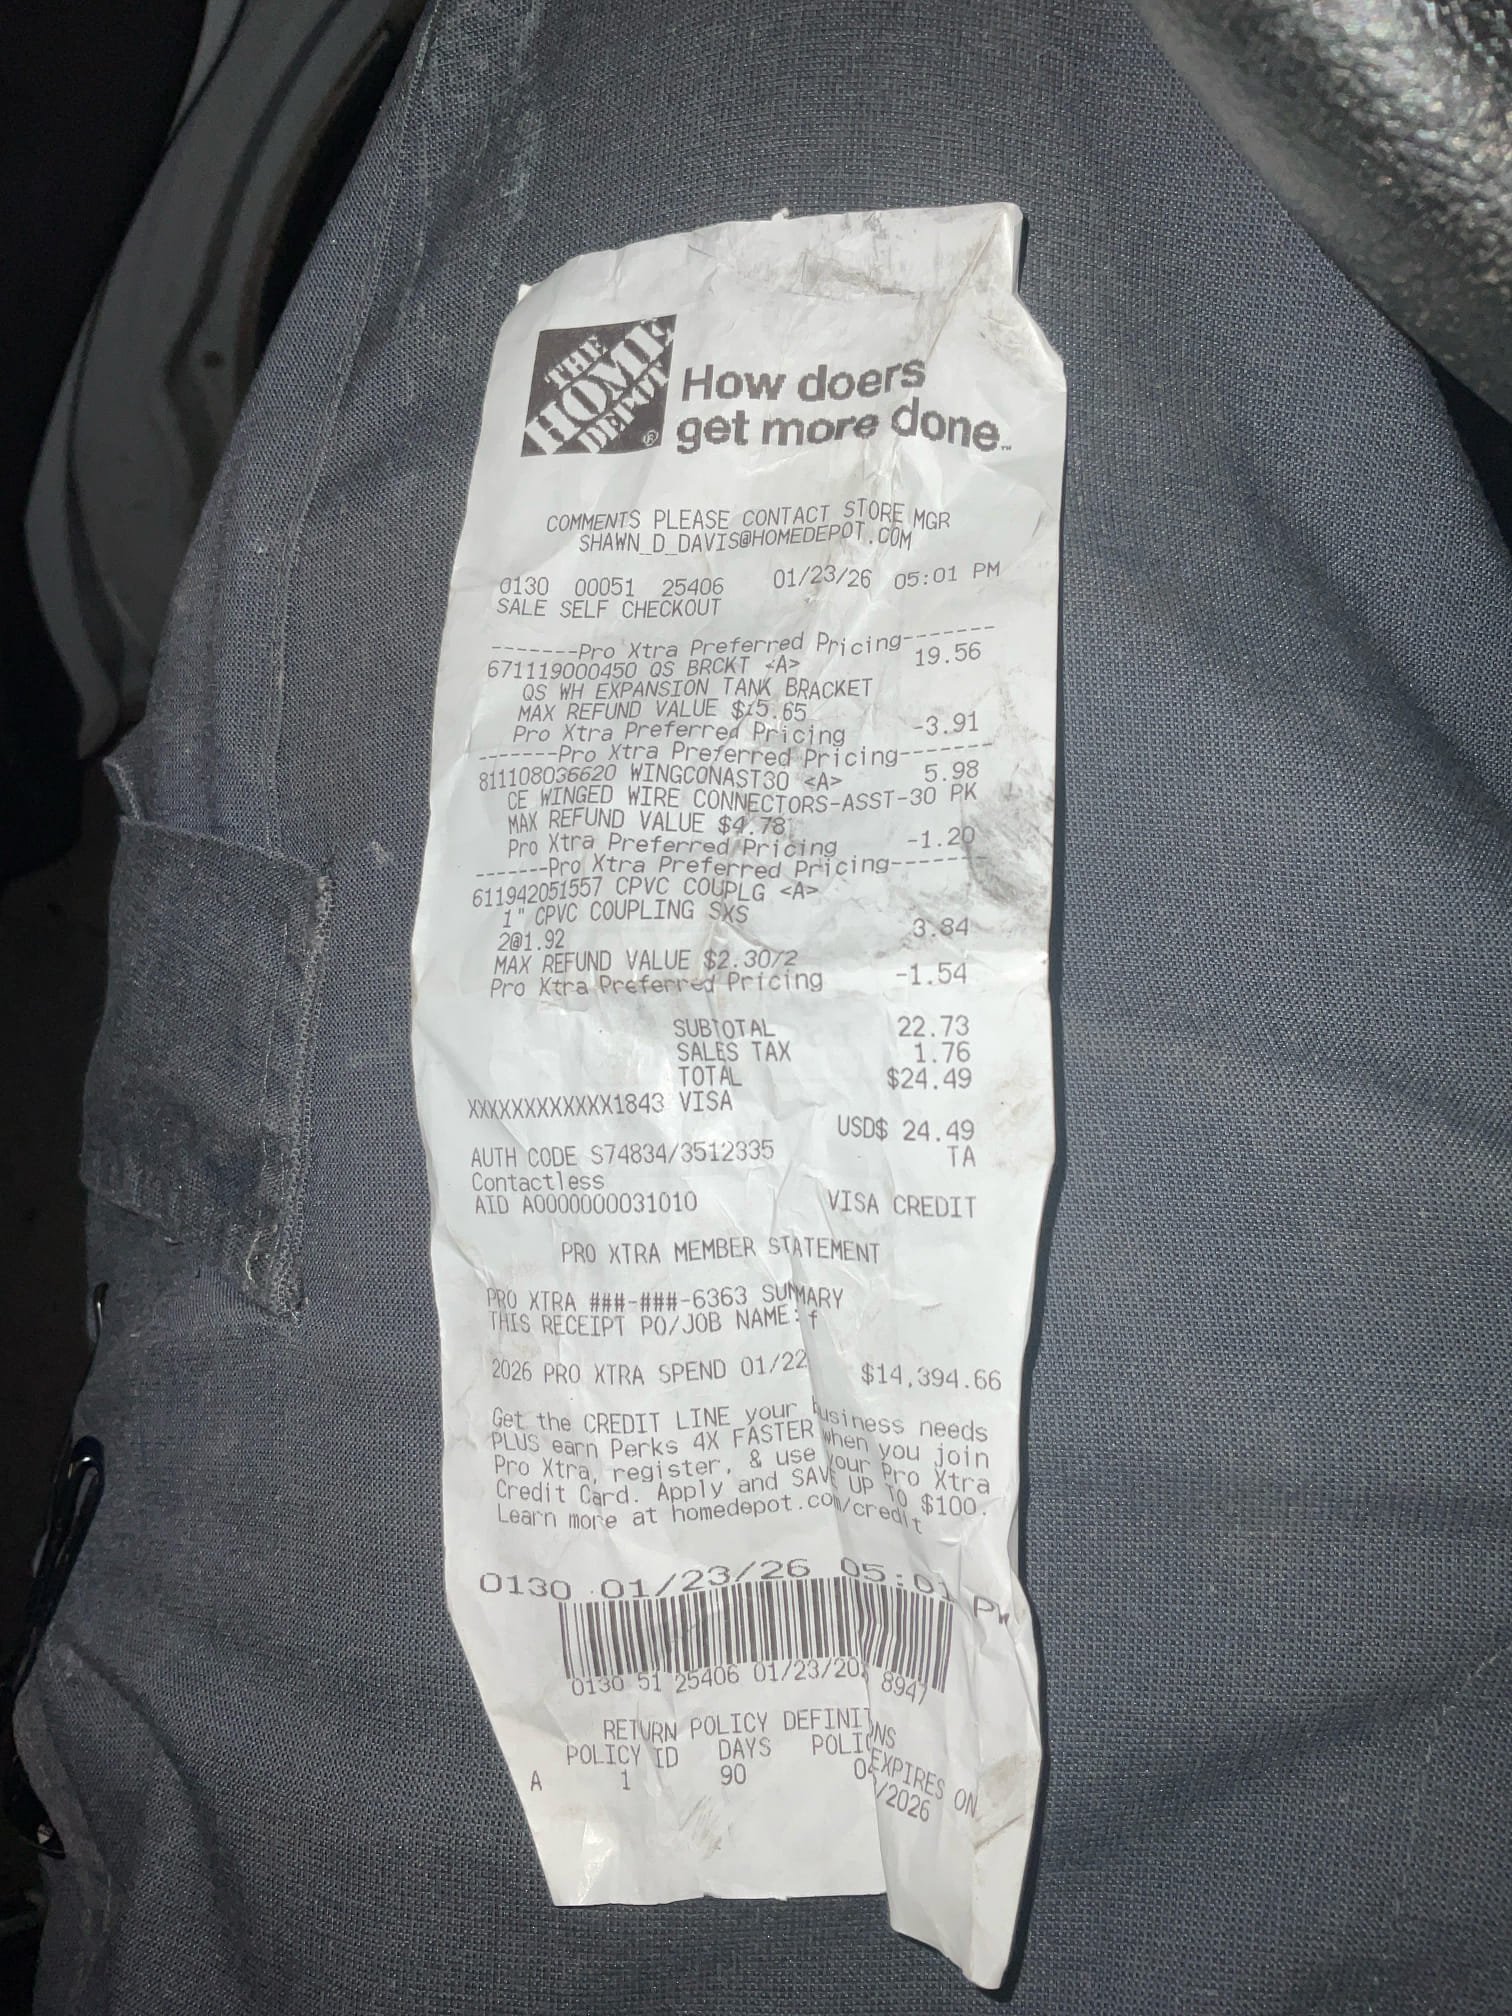 THE
HOME
DEPOT
®
How doers
get more done™
COMMENTS PLEASE CONTACT STORE MGR
SHAWN_D_DAVIS@HOMEDEPOT.COM
0130 00051 25406 01/23/26 05:01 PM
SALE SELF CHECKOUT
-------Pro Xtra Preferred Pricing-------
671119000450 QS BRCKT <A> 19.56
QS WH EXPANSION TANK BRACKET
MAX REFUND VALUE $15.65
Pro Xtra Preferred Pricing -3.91
-------Pro Xtra Preferred Pricing-------
811108036620 WINGCONAST30 <A> 5.98
CE WINGED WIRE CONNECTORS-ASST-30 PK
MAX REFUND VALUE $4.78
Pro Xtra Preferred Pricing -1.20
-------Pro Xtra Preferred Pricing-------
611942051557 CPVC COUPLG <A>
1" CPVC COUPLING SXS
2@1.92 3.84
MAX REFUND VALUE $2.30/2
Pro Xtra Preferred Pricing -1.54
SUBTOTAL 22.73
SALES TAX 1.76
TOTAL $24.49
XXXXXXXXXXXX1843 VISA
USD$ 24.49
AUTH CODE S74834/3512335 TA
Contactless
AID A0000000031010 VISA CREDIT
PRO XTRA MEMBER STATEMENT
PRO XTRA ###-###-6363 SUMMARY
THIS RECEIPT PO/JOB NAME: f
2026 PRO XTRA SPEND 01/22 $14,394.66
Get the CREDIT LINE your business needs
PLUS earn Perks 4X FASTER when you join
Pro Xtra, register, & use your Pro Xtra
Credit Card. Apply and SAVE UP TO $100.
Learn more at homedepot.com/credit
0130 01/23/26 05:01 PM
0130 51 25406 01/23/20 8947
RETURN POLICY DEFINITIONS
POLICY ID DAYS POLICY EXPIRES ON
A 1 90 /2026